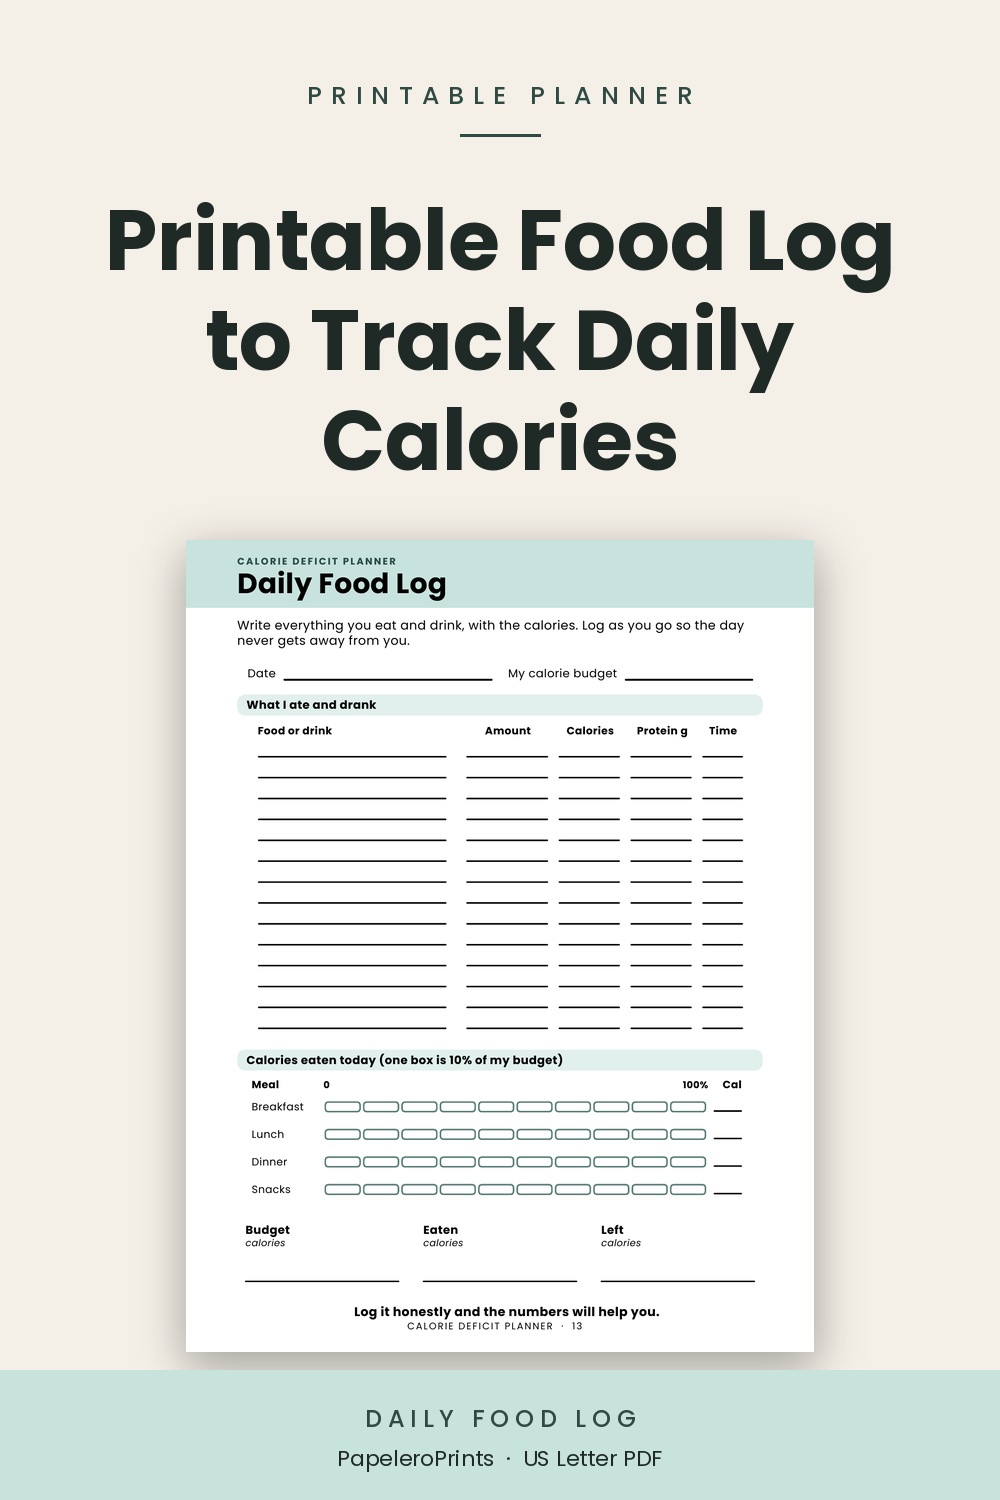 PRINTABLE PLANNER
Printable Food Log
to Track Daily
Calories
CALORIE DEFICIT PLANNER
Daily Food Log
Write everything you eat and drink, with the calories. Log as you go so the day
never gets away from you.
Date My calorie budget
What I ate and drank
Food or drink Amount Calories Protein g Time
Calories eaten today (one box is 10% of my budget)
Meal 0 100% Cal
Breakfast
Lunch
Dinner
Snacks
Budget Eaten Left
calories calories calories
Log it honestly and the numbers will help you.
CALORIE DEFICIT PLANNER · 13
DAILY FOOD LOG
PapeleroPrints · US Letter PDF